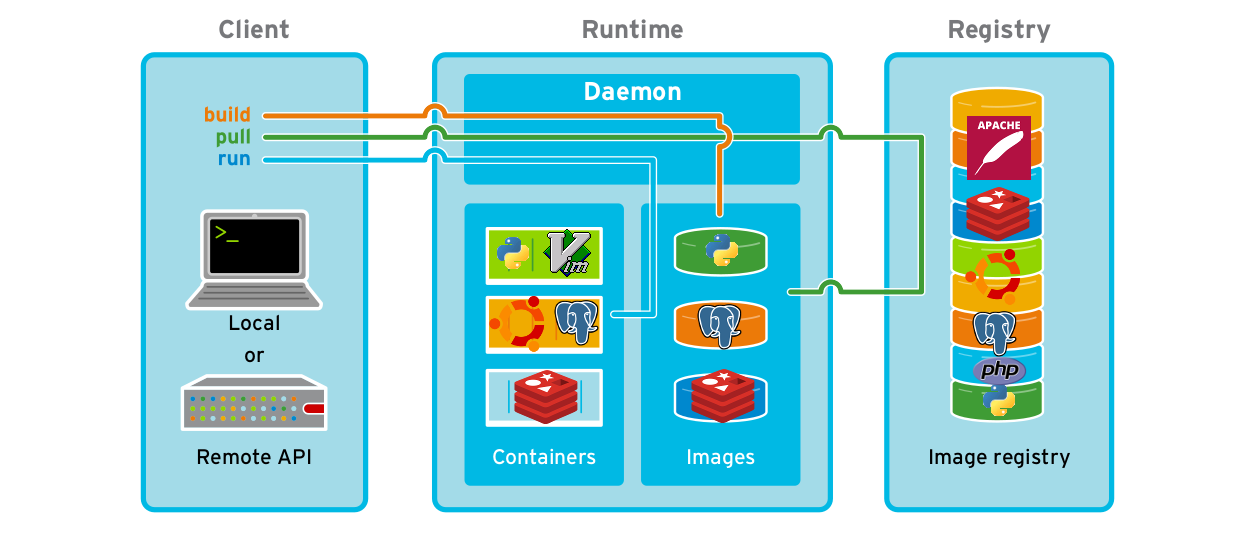 Client
Runtime
Registry
build
pull
run
>_
Local
or
Remote API
Daemon
Vim
Containers
Images
APACHE
php
Image registry